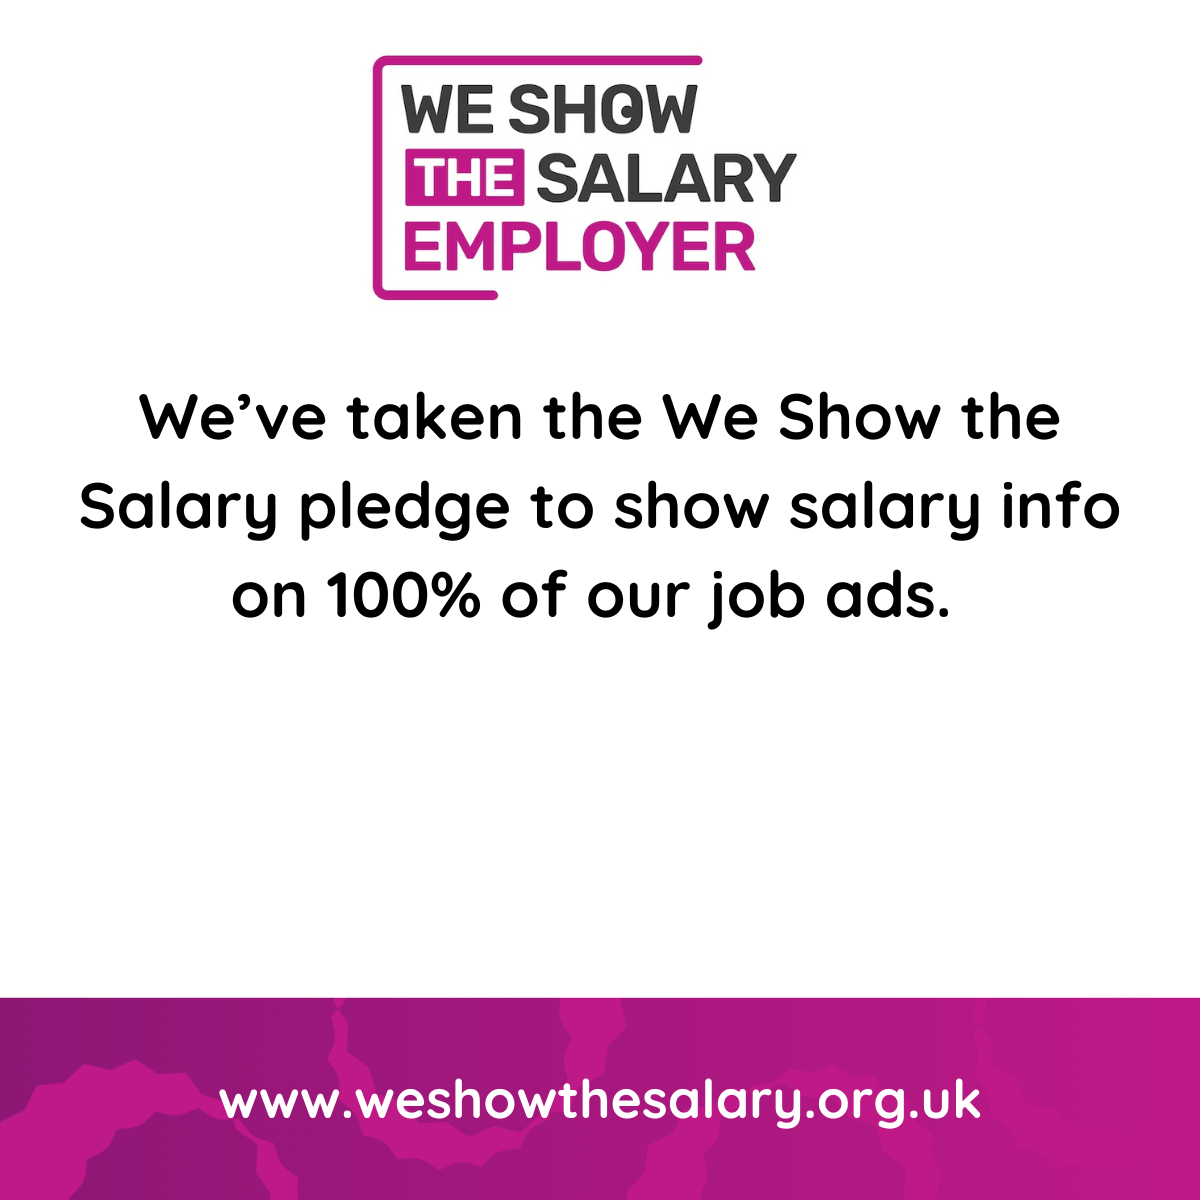 WE SHOW
THE SALARY
EMPLOYER
We’ve taken the We Show the
Salary pledge to show salary info
on 100% of our job ads.
www.weshowthesalary.org.uk